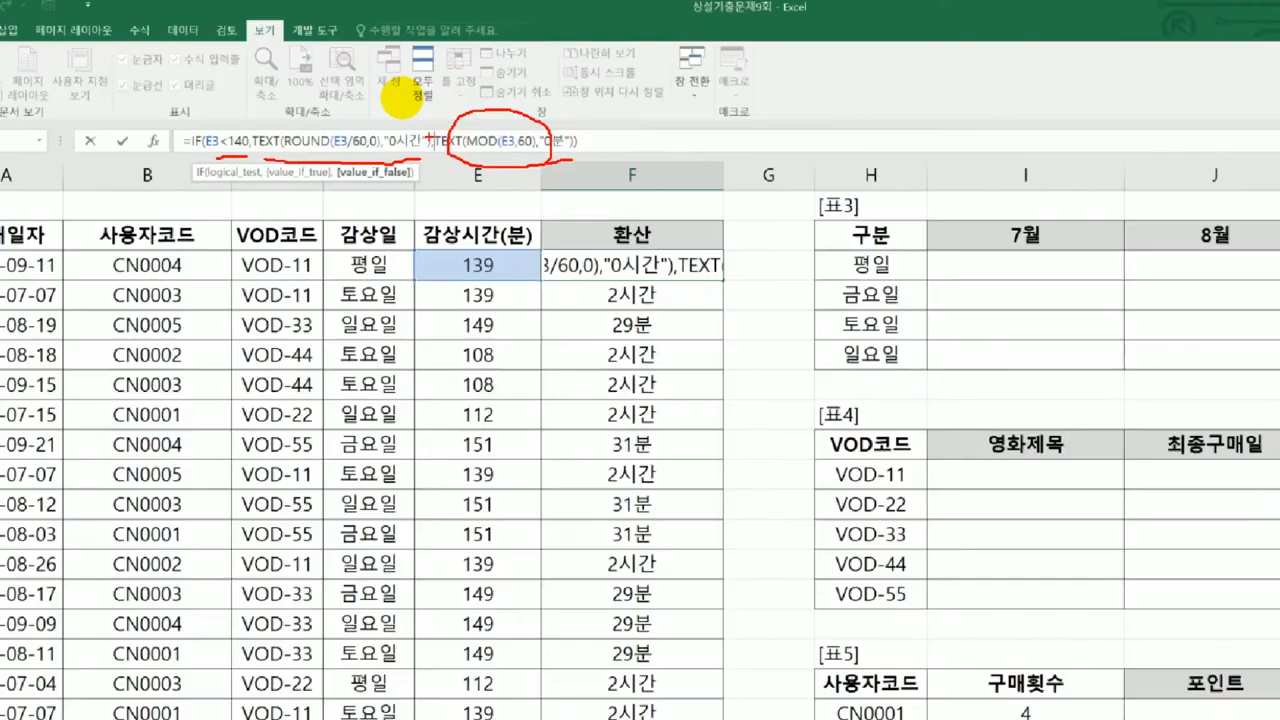 상설기출문제9회 - Excel
삽입 페이지 레이아웃 수식 데이터 검토 보기 개발 도구 수행할 작업을 알려 주세요.
페이지 레이아웃 사용자 지정 보기 눈금자 수식 입력줄 눈금선 머리글 확대/축소 100% 선택 영역 확대/축소 새 창 모두 정렬 틀 고정 나누기 숨기기 숨기기 취소 나란히 보기 동시 스크롤 창 위치 다시 정렬 창 전환 매크로
문서 보기 표시 확대/축소 창 매크로
=IF(E3<140,TEXT(ROUND(E3/60,0),"0시간"),TEXT(MOD(E3,60),"0분"))
IF(logical_test, [value_if_true], [value_if_false])
A B E F G H I J
[표3]
매일자 사용자코드 VOD코드 감상일 감상시간(분) 환산 구분 7월 8월
-09-11 CN0004 VOD-11 평일 139 3/60,0),"0시간"),TEXT( 평일
-07-07 CN0003 VOD-11 토요일 139 2시간 금요일
-08-19 CN0005 VOD-33 일요일 149 29분 토요일
-08-18 CN0002 VOD-44 토요일 108 2시간 일요일
-09-15 CN0003 VOD-44 토요일 108 2시간
-07-15 CN0001 VOD-22 일요일 112 2시간 [표4]
-09-21 CN0004 VOD-55 금요일 151 31분 VOD코드 영화제목 최종구매일
-07-07 CN0005 VOD-11 토요일 139 2시간 VOD-11
-08-12 CN0003 VOD-55 일요일 151 31분 VOD-22
-08-03 CN0001 VOD-55 금요일 151 31분 VOD-33
-08-26 CN0002 VOD-11 일요일 139 2시간 VOD-44
-08-17 CN0003 VOD-33 금요일 149 29분 VOD-55
-09-09 CN0004 VOD-33 일요일 149 29분
-08-11 CN0001 VOD-33 토요일 149 29분 [표5]
-07-04 CN0003 VOD-22 평일 112 2시간 사용자코드 구매횟수 포인트
-07-07 CN0001 VOD-11 토요일 139 2시간 CN0001 4